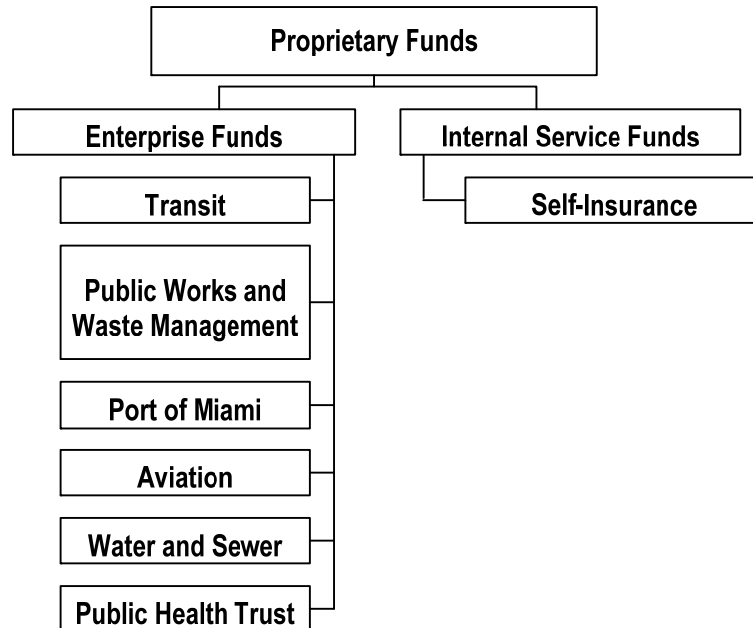 Proprietary Funds
Enterprise Funds
Internal Service Funds
Transit
Self-Insurance
Public Works and
Waste Management
Port of Miami
Aviation
Water and Sewer
Public Health Trust